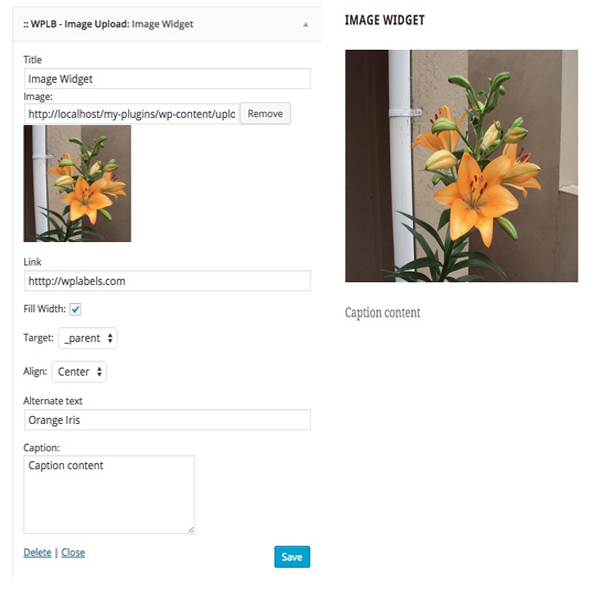 :: WPLB - Image Upload: Image Widget
Title
Image Widget
Image:
http://localhost/my-plugins/wp-content/uplo
Remove
Link
htttp://wplabels.com
Fill Width:
Target: _parent
Align: Center
Alternate text
Orange Iris
Caption:
Caption content
Delete | Close
Save
IMAGE WIDGET
Caption content